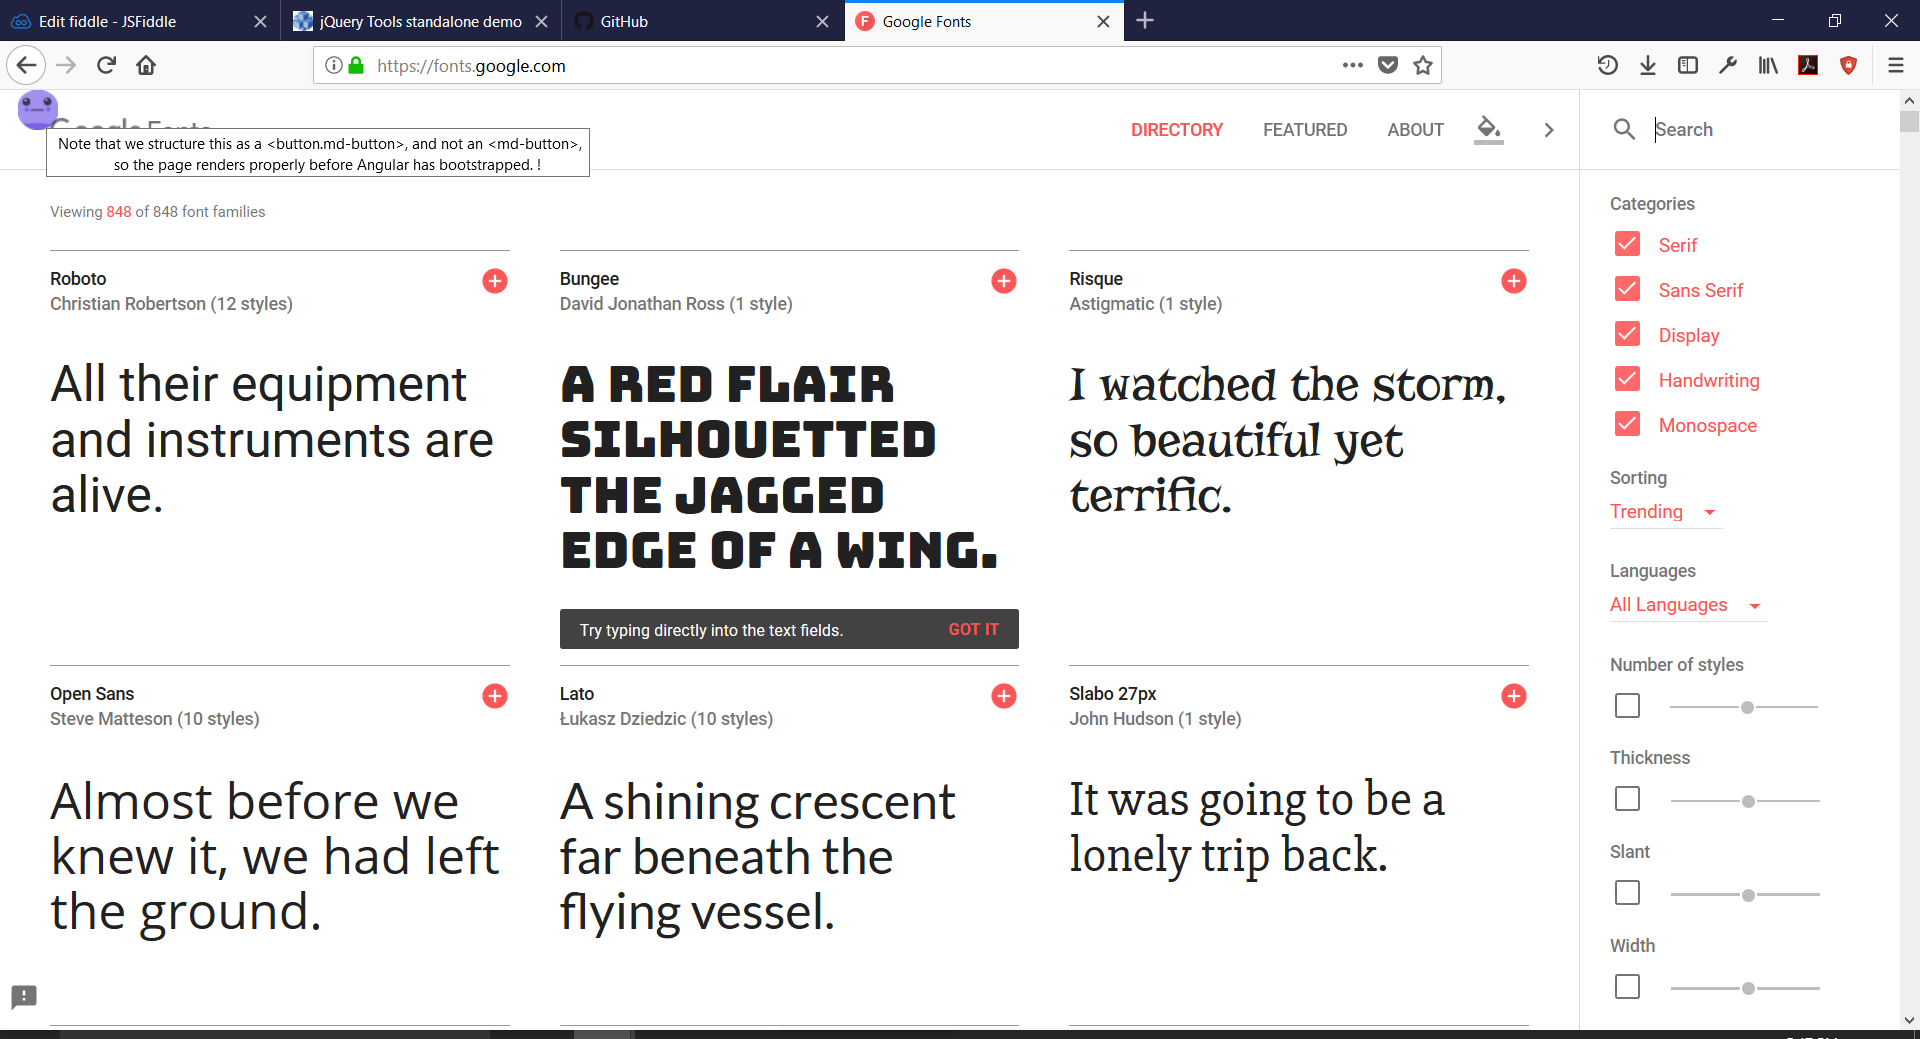 Edit fiddle - JSFiddle
jQuery Tools standalone demo
GitHub
Google Fonts
https://fonts.google.com
Google Fonts
Note that we structure this as a <button.md-button>, and not an <md-button>,
so the page renders properly before Angular has bootstrapped. !
DIRECTORY
FEATURED
ABOUT
Search
Viewing 848 of 848 font families
Roboto
Christian Robertson (12 styles)
All their equipment
and instruments are
alive.
Bungee
David Jonathan Ross (1 style)
A RED FLAIR
SILHOUETTED
THE JAGGED
EDGE OF A WING.
Try typing directly into the text fields.
GOT IT
Risque
Astigmatic (1 style)
I watched the storm,
so beautiful yet
terrific.
Open Sans
Steve Matteson (10 styles)
Almost before we
knew it, we had left
the ground.
Lato
Łukasz Dziedzic (10 styles)
A shining crescent
far beneath the
flying vessel.
Slabo 27px
John Hudson (1 style)
It was going to be a
lonely trip back.
Categories
Serif
Sans Serif
Display
Handwriting
Monospace
Sorting
Trending
Languages
All Languages
Number of styles
Thickness
Slant
Width